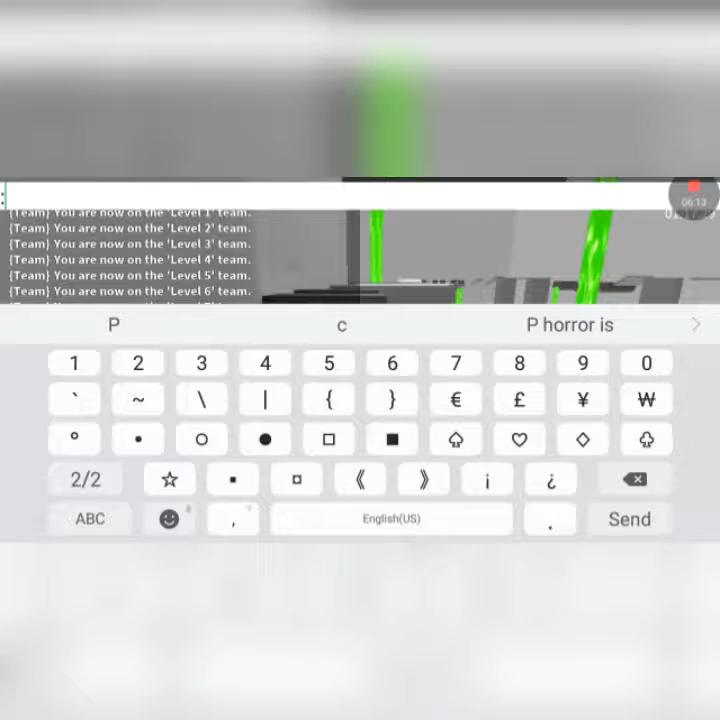 :
06:13
{Team} You are now on the 'Level 1' team.
{Team} You are now on the 'Level 2' team.
{Team} You are now on the 'Level 3' team.
{Team} You are now on the 'Level 4' team.
{Team} You are now on the 'Level 5' team.
{Team} You are now on the 'Level 6' team.
P c P horror is
1 2 3 4 5 6 7 8 9 0
` ~ \ | { } € £ ¥ ₩
° • ○ ● □ ■ ♤ ♡ ◇ ♧
2/2 ☆ ▪ ¤ 《 》 ¡ ¿
ABC , English(US) . Send